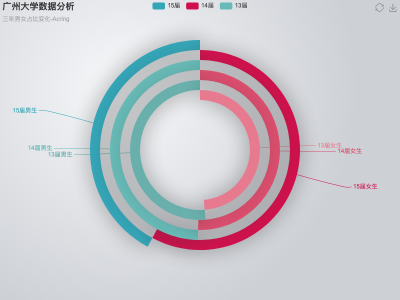 广州大学数据分析
三年男女占比变化-Acring
15届 14届 13届
15届男生
14届男生
13届男生
13届女生
14届女生
15届女生